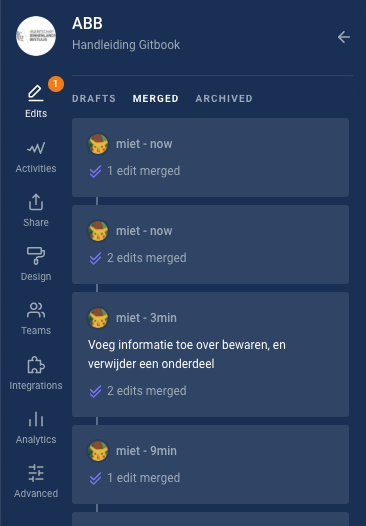 ABB
Handleiding Gitbook
1
Edits
Activities
Share
Design
Teams
Integrations
Analytics
Advanced
DRAFTS MERGED ARCHIVED
miet - now
1 edit merged
miet - now
2 edits merged
miet - 3min
Voeg informatie toe over bewaren, en
verwijder een onderdeel
2 edits merged
miet - 9min
1 edit merged